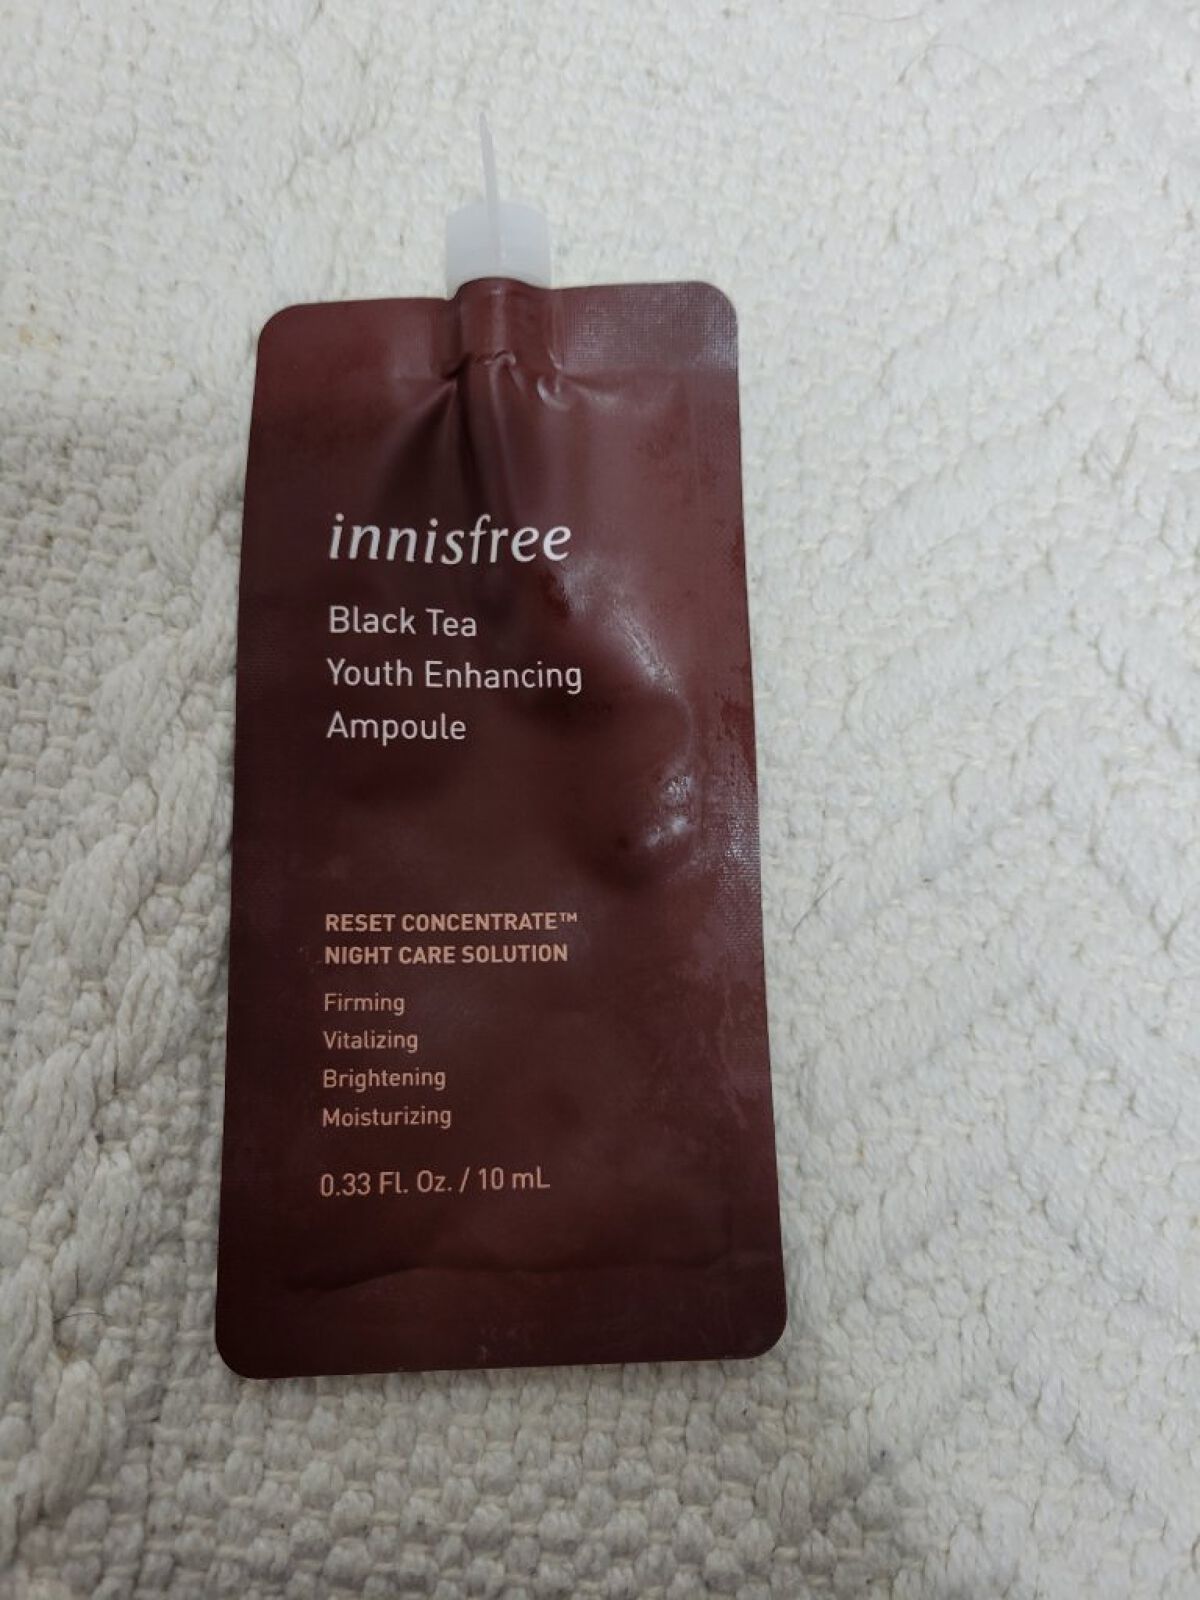 innisfree
Black Tea
Youth Enhancing
Ampoule
RESET CONCENTRATE™
NIGHT CARE SOLUTION
Firming
Vitalizing
Brightening
Moisturizing
0.33 Fl. Oz. / 10 mL